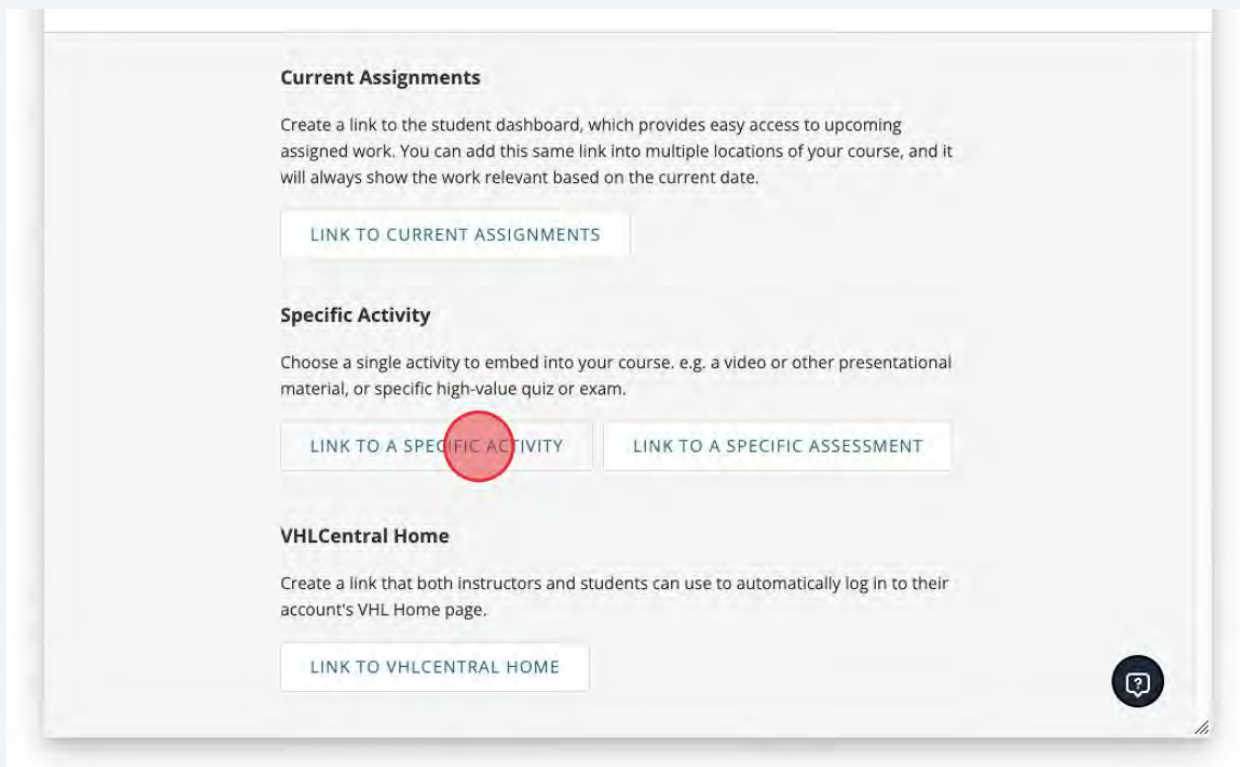 Current Assignments
Create a link to the student dashboard, which provides easy access to upcoming
assigned work. You can add this same link into multiple locations of your course, and it
will always show the work relevant based on the current date.
LINK TO CURRENT ASSIGNMENTS
Specific Activity
Choose a single activity to embed into your course. e.g. a video or other presentational
material, or specific high-value quiz or exam.
LINK TO A SPECIFIC ACTIVITY LINK TO A SPECIFIC ASSESSMENT
VHLCentral Home
Create a link that both instructors and students can use to automatically log in to their
account's VHL Home page.
LINK TO VHLCENTRAL HOME
?